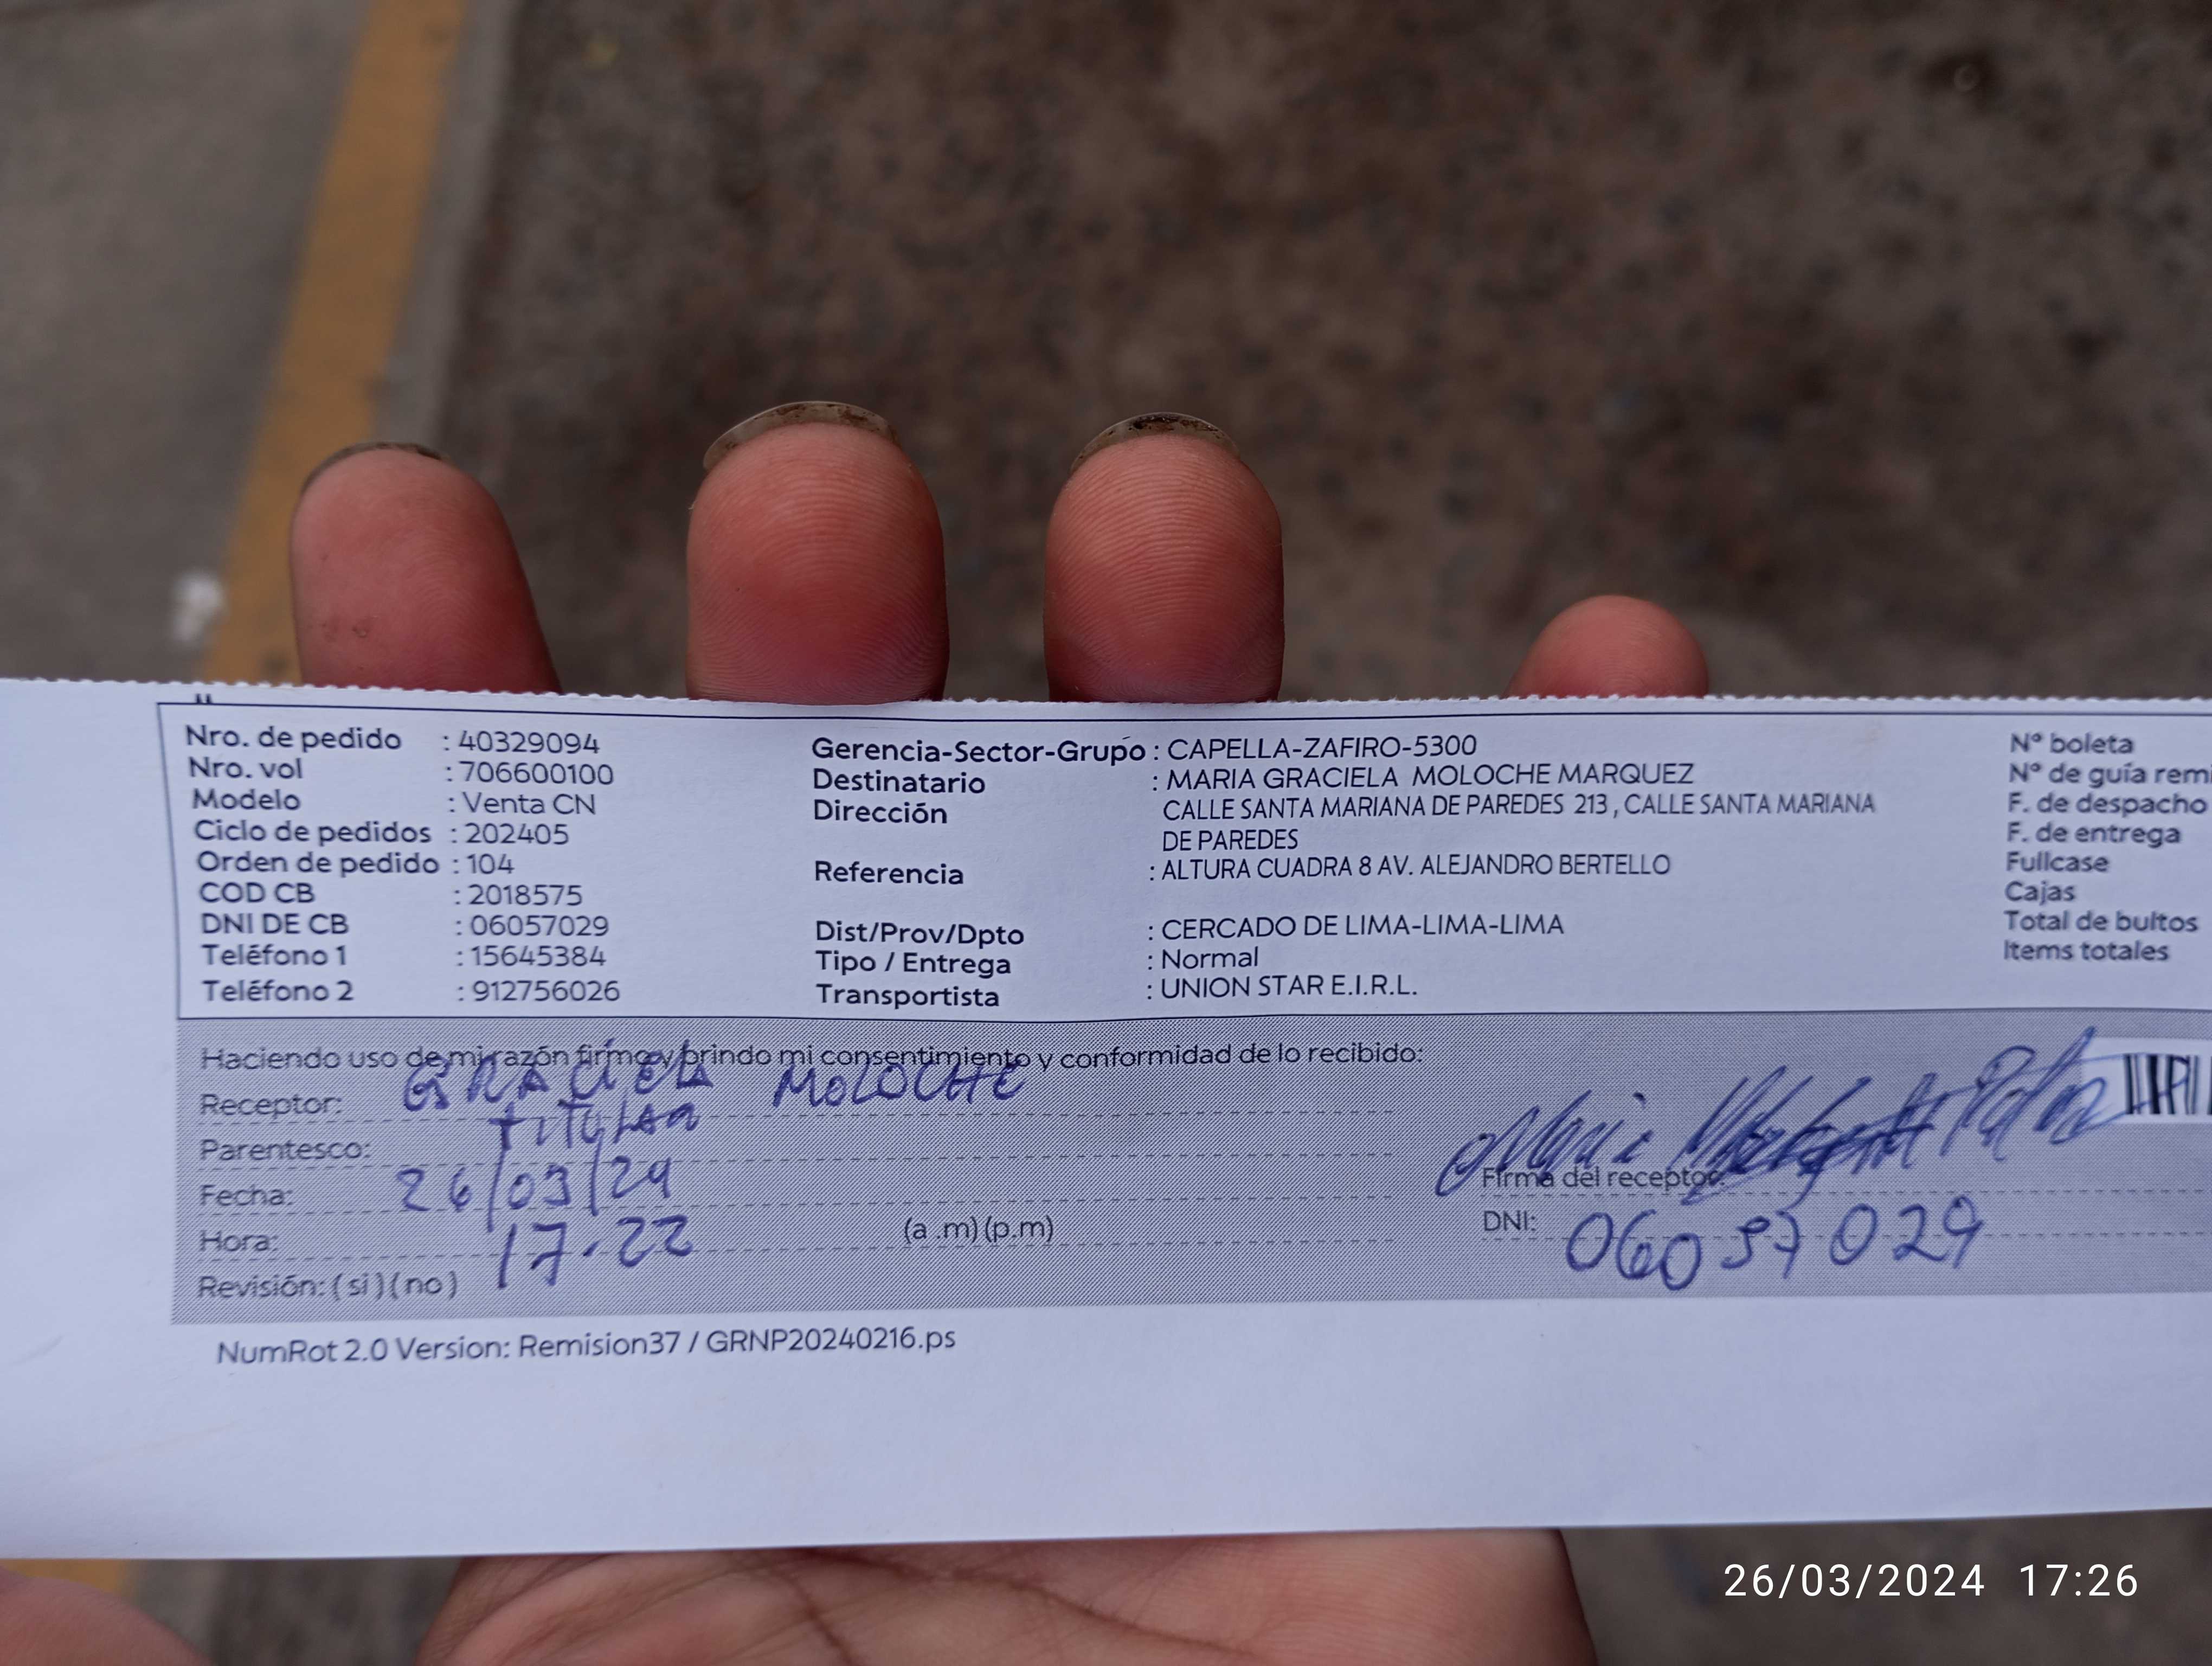 Nro. de pedido : 40329094
Nro. vol : 706600100
Modelo : Venta CN
Ciclo de pedidos : 202405
Orden de pedido : 104
COD CB : 2018575
DNI DE CB : 06057029
Teléfono 1 : 15645384
Teléfono 2 : 912756026
Gerencia-Sector-Grupo : CAPELLA-ZAFIRO-5300
Destinatario : MARIA GRACIELA MOLOCHE MARQUEZ
Dirección CALLE SANTA MARIANA DE PAREDES 213 , CALLE SANTA MARIANA
DE PAREDES
Referencia : ALTURA CUADRA 8 AV. ALEJANDRO BERTELLO
Dist/Prov/Dpto : CERCADO DE LIMA-LIMA-LIMA
Tipo / Entrega : Normal
Transportista : UNION STAR E.I.R.L.
N° boleta
N° de guía remi
F. de despacho
F. de entrega
Fullcase
Cajas
Total de bultos
Items totales
Haciendo uso de mi razón firmo y brindo mi consentimiento y conformidad de lo recibido:
Receptor: GRACIELA MOLOCHE
Parentesco: TITULAR
Fecha: 26/03/24
Hora: 17-22 (a .m) (p.m)
Revisión: ( si ) ( no )
Maria
Firma del receptor:
DNI: 06057029
NumRot 2.0 Version: Remision37 / GRNP20240216.ps
26/03/2024 17:26